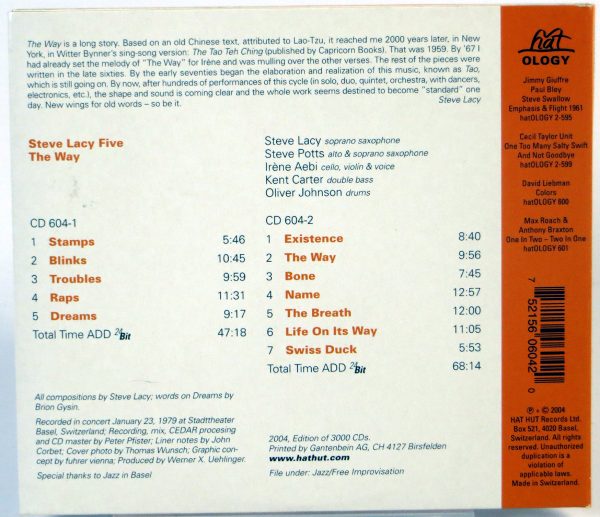 The Way is a long story. Based on an old Chinese text, attributed to Lao-Tzu, it reached me 2000 years later, in New
York, in Witter Bynner's sing-song version: The Tao Teh Ching (published by Capricorn Books). That was 1959. By '67 I
had already set the melody of "The Way" for Irène and was mulling over the other verses. The rest of the pieces were
written in the late sixties. By the early seventies began the elaboration and realization of this music, known as Tao,
which is still going on. By now, after hundreds of performances of this cycle (in solo, duo, quintet, orchestra, with dancers,
electronics, etc.), the shape and sound is coming clear and the whole work seems destined to become "standard" one
day. New wings for old words – so be it.
Steve Lacy
Steve Lacy Five
The Way
Steve Lacy soprano saxophone
Steve Potts alto & soprano saxophone
Irène Aebi cello, violin & voice
Kent Carter double bass
Oliver Johnson drums
CD 604-1
1 Stamps 5:46
2 Blinks 10:45
3 Troubles 9:59
4 Raps 11:31
5 Dreams 9:17
Total Time ADD 24Bit 47:18
CD 604-2
1 Existence 8:40
2 The Way 9:56
3 Bone 7:45
4 Name 12:57
5 The Breath 12:00
6 Life On Its Way 11:05
7 Swiss Duck 5:53
Total Time ADD 24Bit 68:14
All compositions by Steve Lacy; words on Dreams by
Brion Gysin.
Recorded in concert January 23, 1979 at Stadttheater
Basel, Switzerland; Recording, mix, CEDAR procesing
and CD master by Peter Pfister; Liner notes by John
Corbet; Cover photo by Thomas Wunsch; Graphic con-
cept by fuhrer vienna; Produced by Werner X. Uehlinger.
Special thanks to Jazz in Basel
2004, Edition of 3000 CDs.
Printed by Gantenbein AG, CH 4127 Birsfelden
www.hathut.com
File under: Jazz/Free Improvisation
hat
OLOGY
Jimmy Giuffre
Paul Bley
Steve Swallow
Emphasis & Flight 1961
hatOLOGY 2-595
Cecil Taylor Unit
One Too Many Salty Swift
And Not Goodbye
hatOLOGY 2-599
David Liebman
Colors
hatOLOGY 600
Max Roach &
Anthony Braxton
One In Two – Two In One
hatOLOGY 601
7 52156 06042 0
℗ + © 2004
HAT HUT Records Ltd.
Box 521, 4020 Basel,
Switzerland. All rights
reserved. Unauthorized
duplication is a
violation of
applicable laws.
Made in Switzerland.